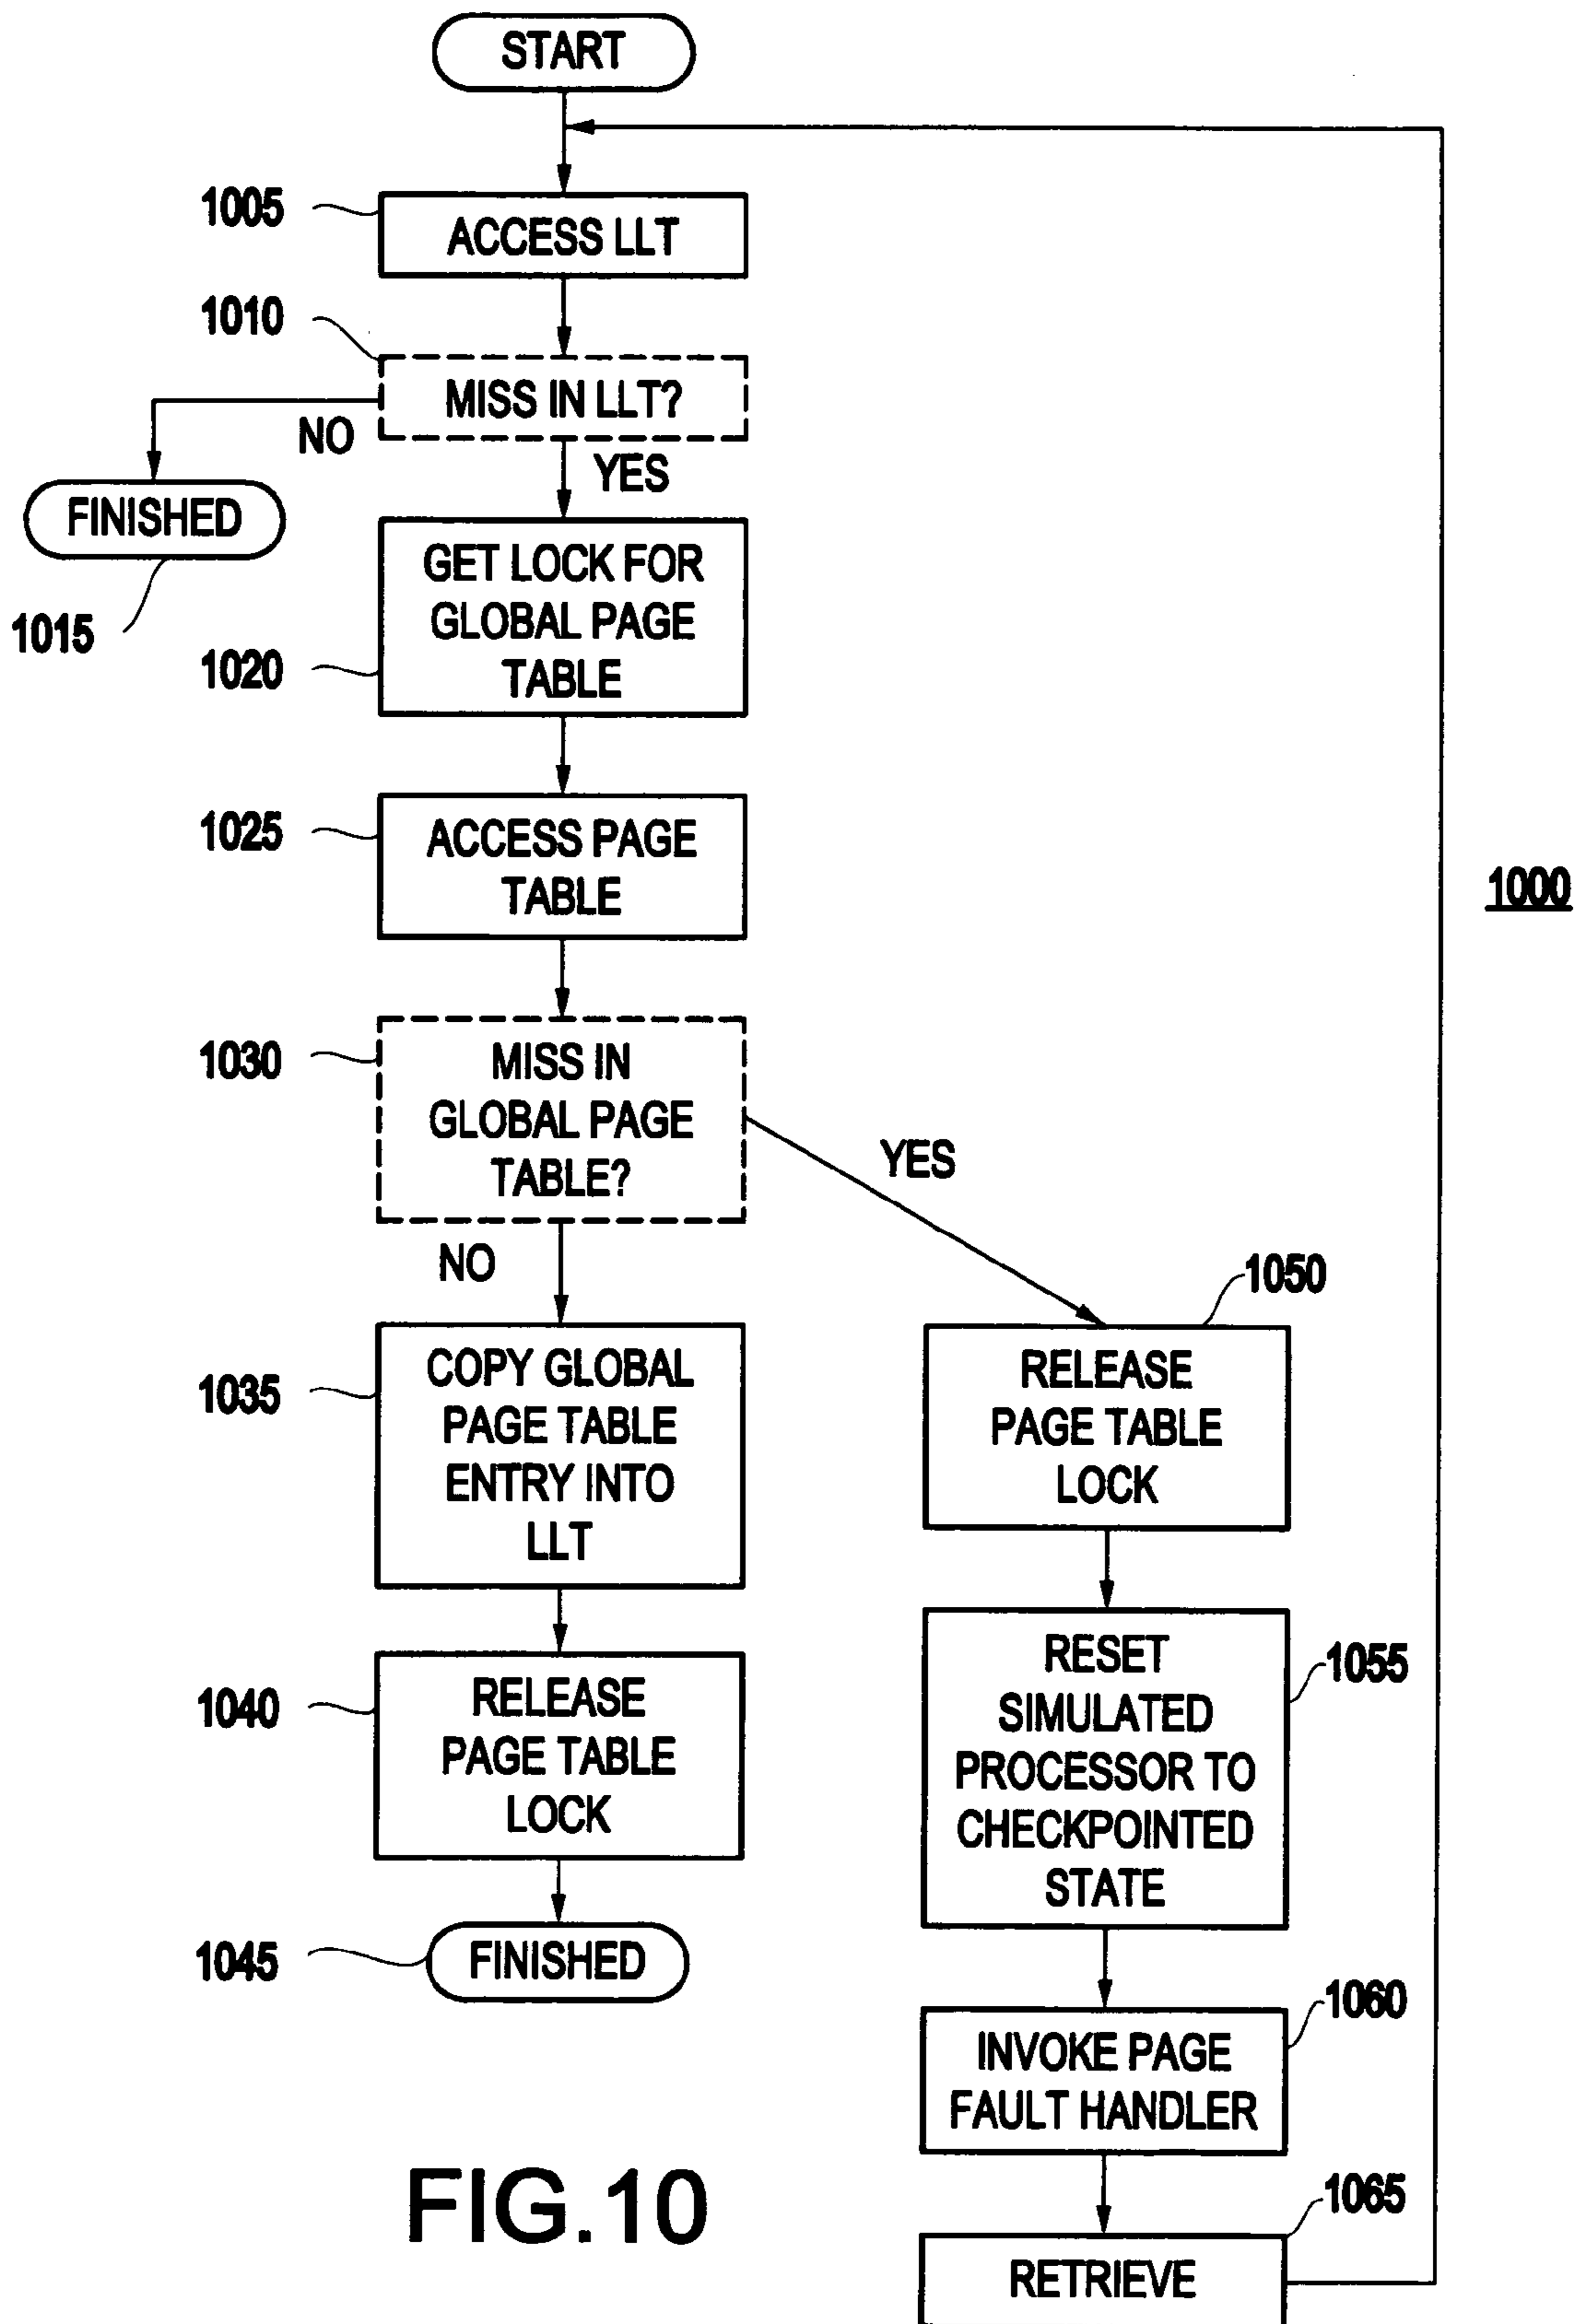 START
1005
ACCESS LLT
1010
MISS IN LLT?
NO
YES
FINISHED
1015
GET LOCK FOR
GLOBAL PAGE
TABLE
1020
1025
ACCESS PAGE
TABLE
1000
1030
MISS IN
GLOBAL PAGE
TABLE?
YES
NO
1035
COPY GLOBAL
PAGE TABLE
ENTRY INTO
LLT
1050
RELEASE
PAGE TABLE
LOCK
1040
RELEASE
PAGE TABLE
LOCK
1055
RESET
SIMULATED
PROCESSOR TO
CHECKPOINTED
STATE
1045
FINISHED
1060
INVOKE PAGE
FAULT HANDLER
1065
RETRIEVE
FIG.10